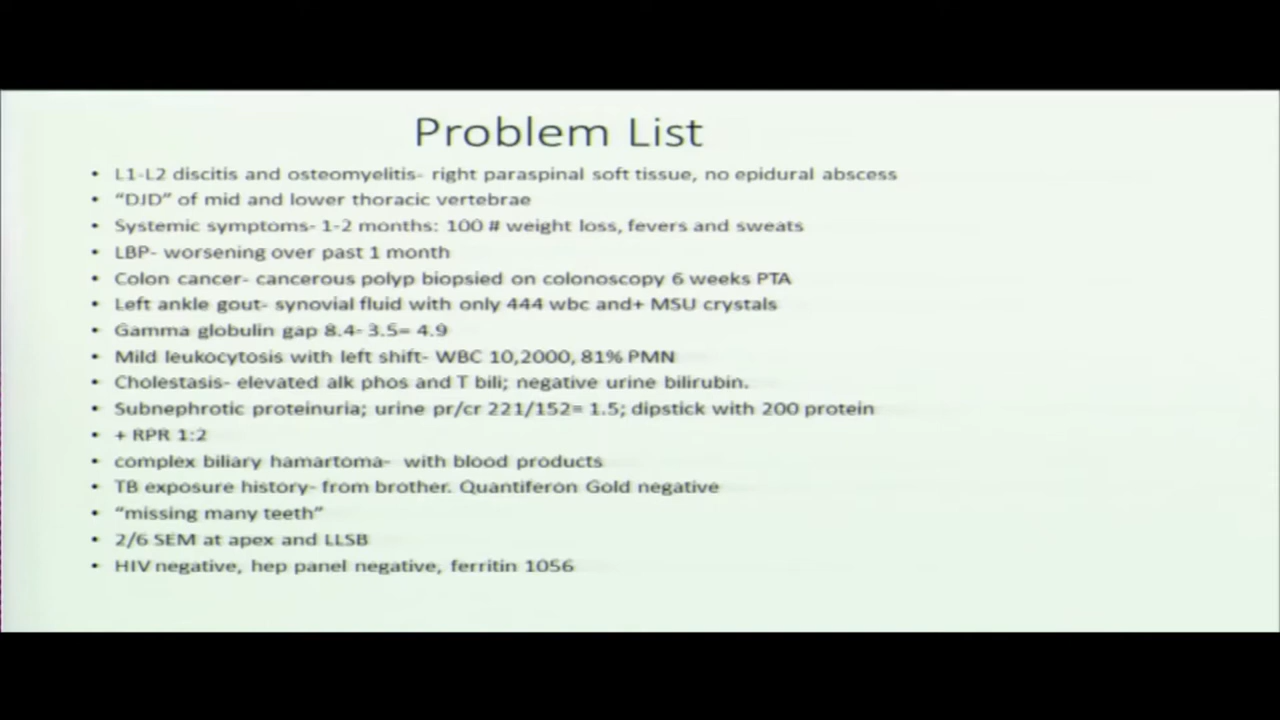 Problem List
• L1-L2 discitis and osteomyelitis- right paraspinal soft tissue, no epidural abscess
• “DJD” of mid and lower thoracic vertebrae
• Systemic symptoms- 1-2 months: 100 # weight loss, fevers and sweats
• LBP- worsening over past 1 month
• Colon cancer- cancerous polyp biopsied on colonoscopy 6 weeks PTA
• Left ankle gout- synovial fluid with only 444 wbc and+ MSU crystals
• Gamma globulin gap 8.4- 3.5= 4.9
• Mild leukocytosis with left shift- WBC 10,2000, 81% PMN
• Cholestasis- elevated alk phos and T bili; negative urine bilirubin.
• Subnephrotic proteinuria; urine pr/cr 221/152= 1.5; dipstick with 200 protein
• + RPR 1:2
• complex biliary hamartoma- with blood products
• TB exposure history- from brother. Quantiferon Gold negative
• “missing many teeth”
• 2/6 SEM at apex and LLSB
• HIV negative, hep panel negative, ferritin 1056